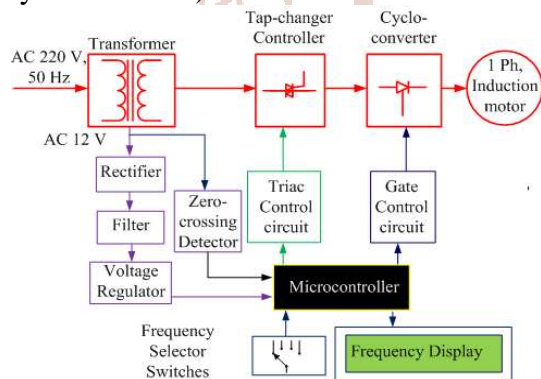 Transformer
Tap-changer
Controller
Cyclo-
converter
AC 220 V,
50 Hz
1 Ph,
Induction
motor
AC 12 V
Rectifier
Filter
Voltage
Regulator
Zero-
crossing
Detector
Triac
Control
circuit
Gate
Control
circuit
Microcontroller
Frequency
Selector
Switches
Frequency Display